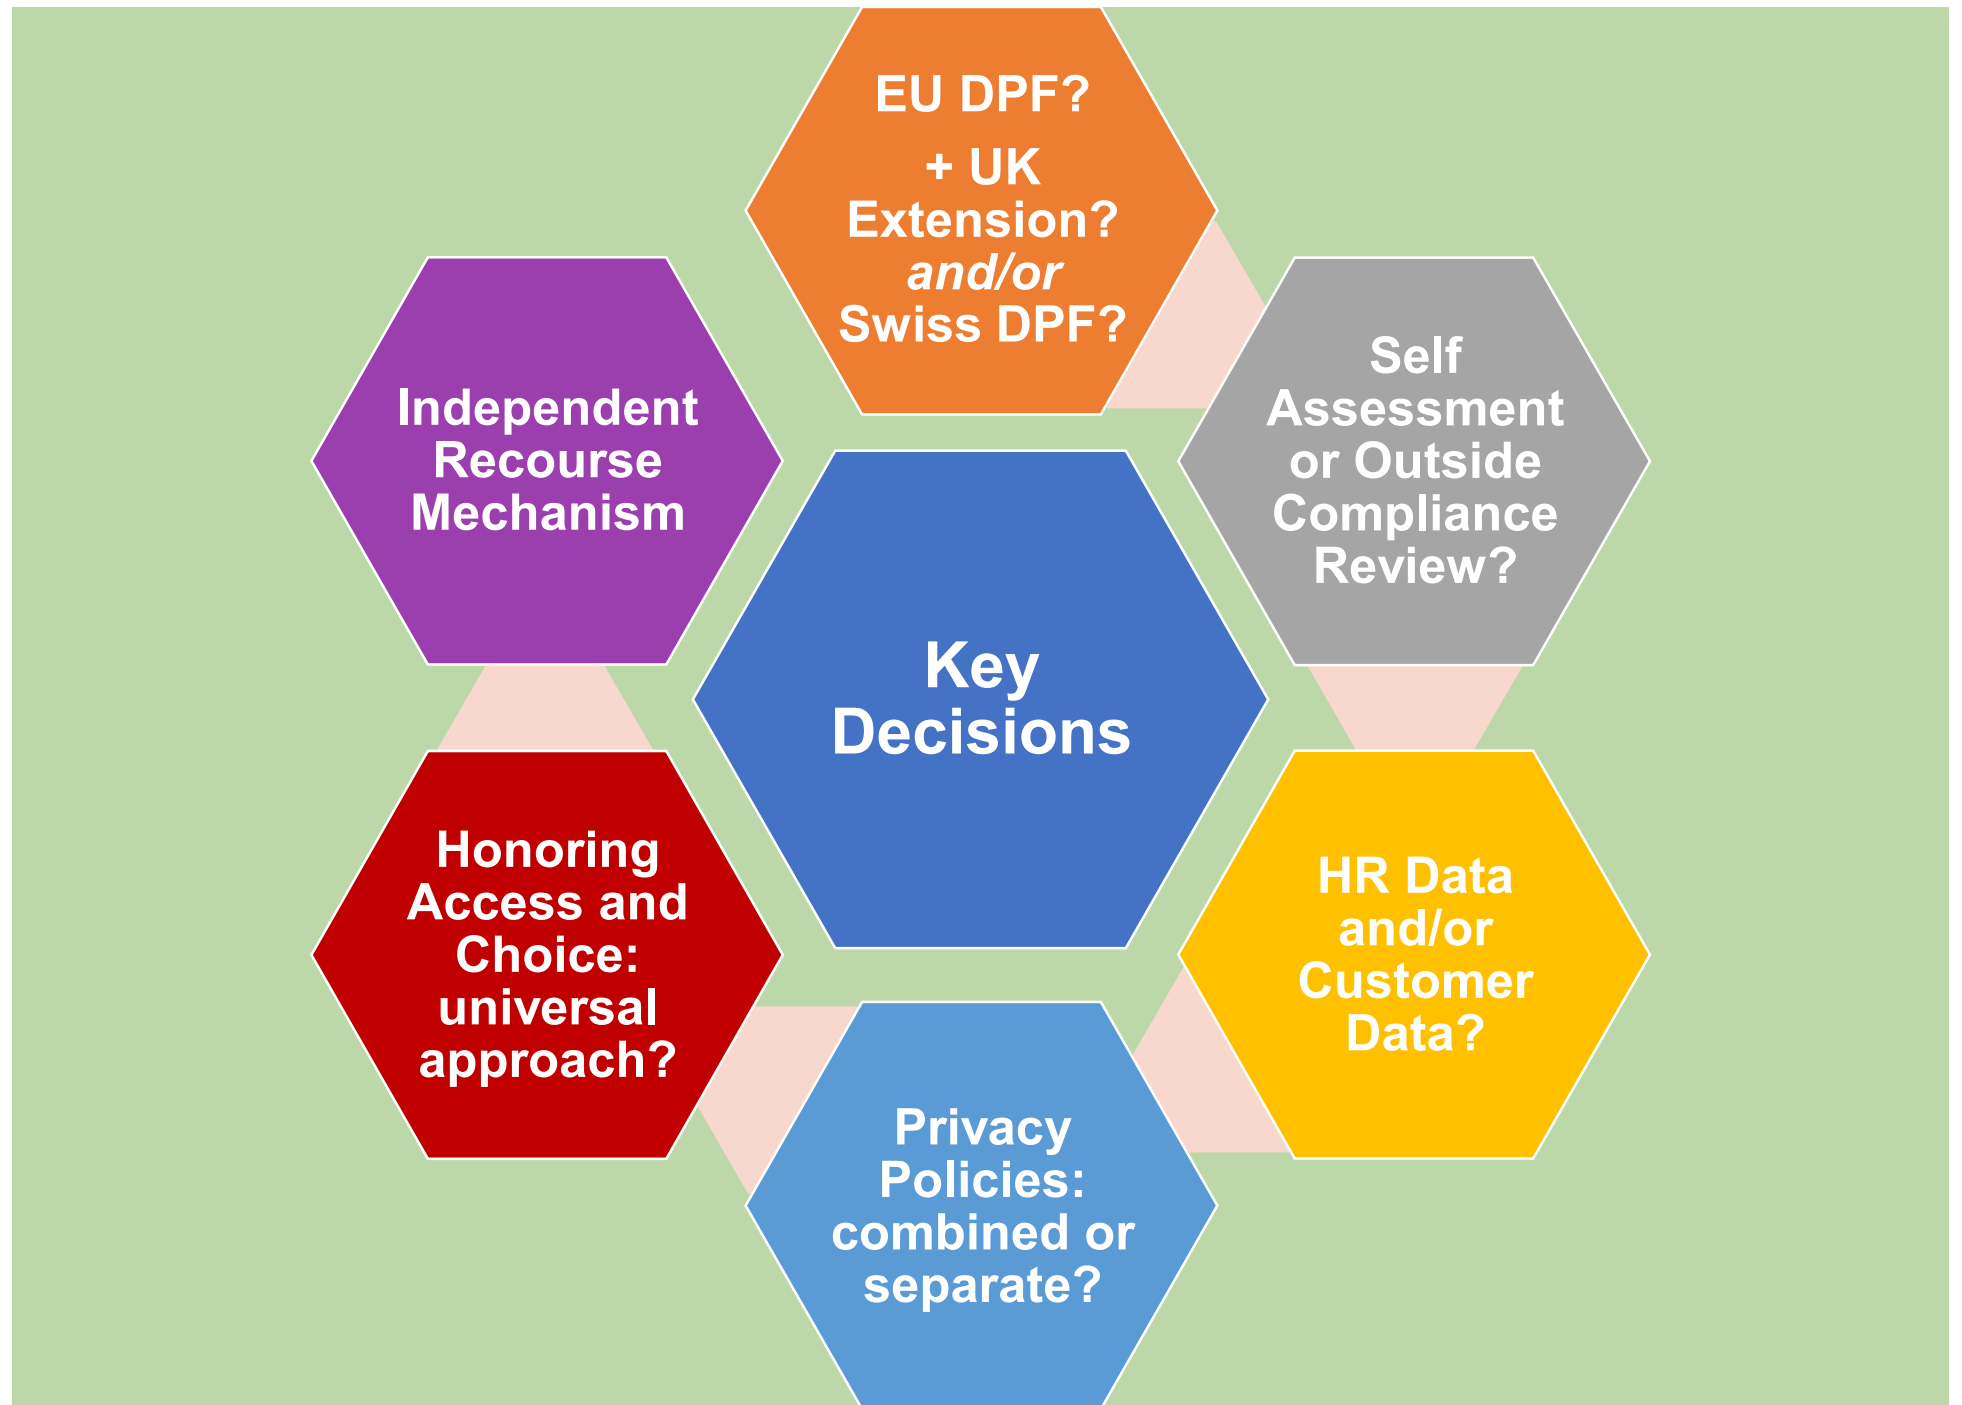 EU DPF?
+ UK
Extension?
and/or
Swiss DPF?
Self
Assessment
or Outside
Compliance
Review?
HR Data
and/or
Customer
Data?
Privacy
Policies:
combined or
separate?
Honoring
Access and
Choice:
universal
approach?
Independent
Recourse
Mechanism
Key
Decisions